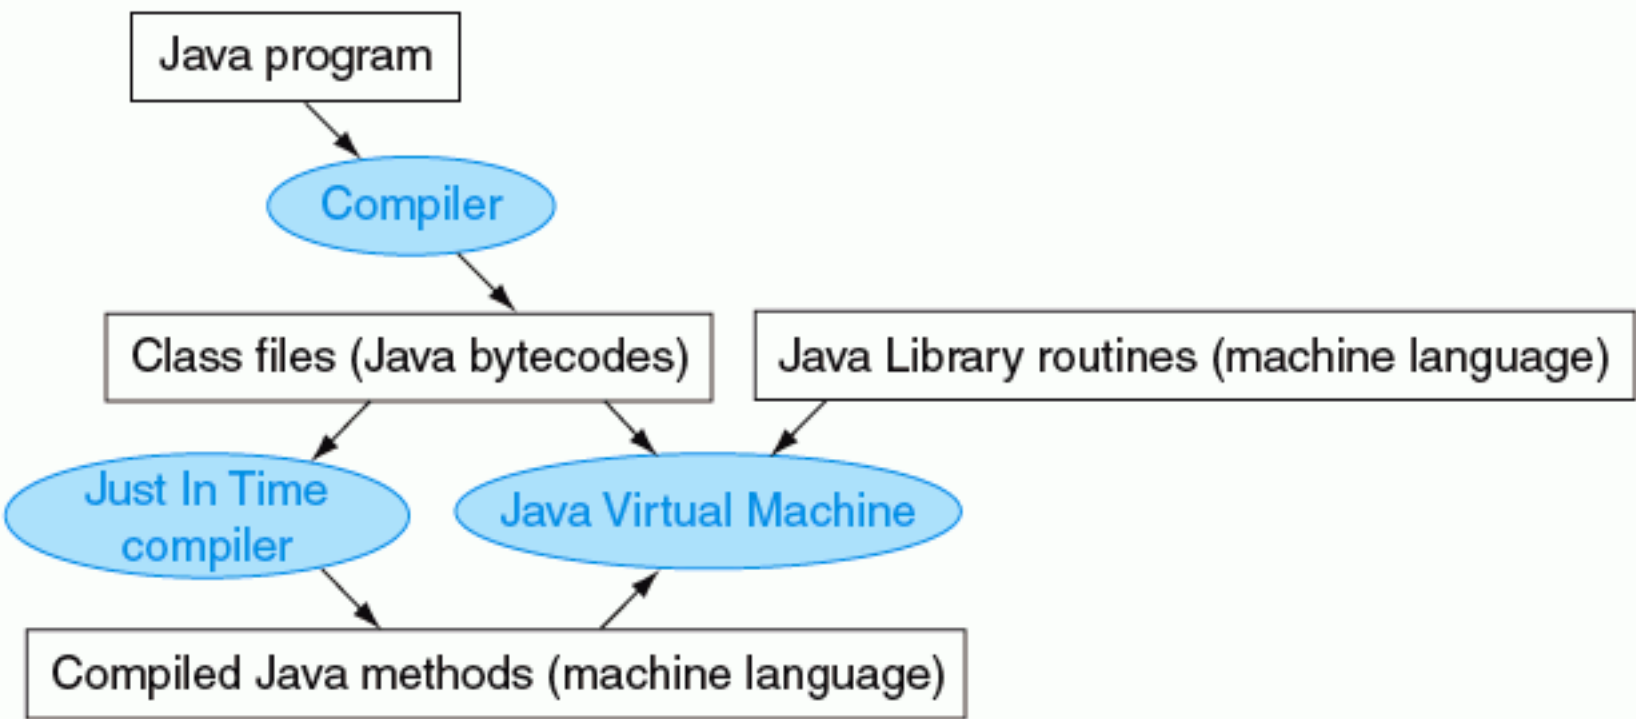 Java program
Compiler
Class files (Java bytecodes)
Java Library routines (machine language)
Just In Time
compiler
Java Virtual Machine
Compiled Java methods (machine language)